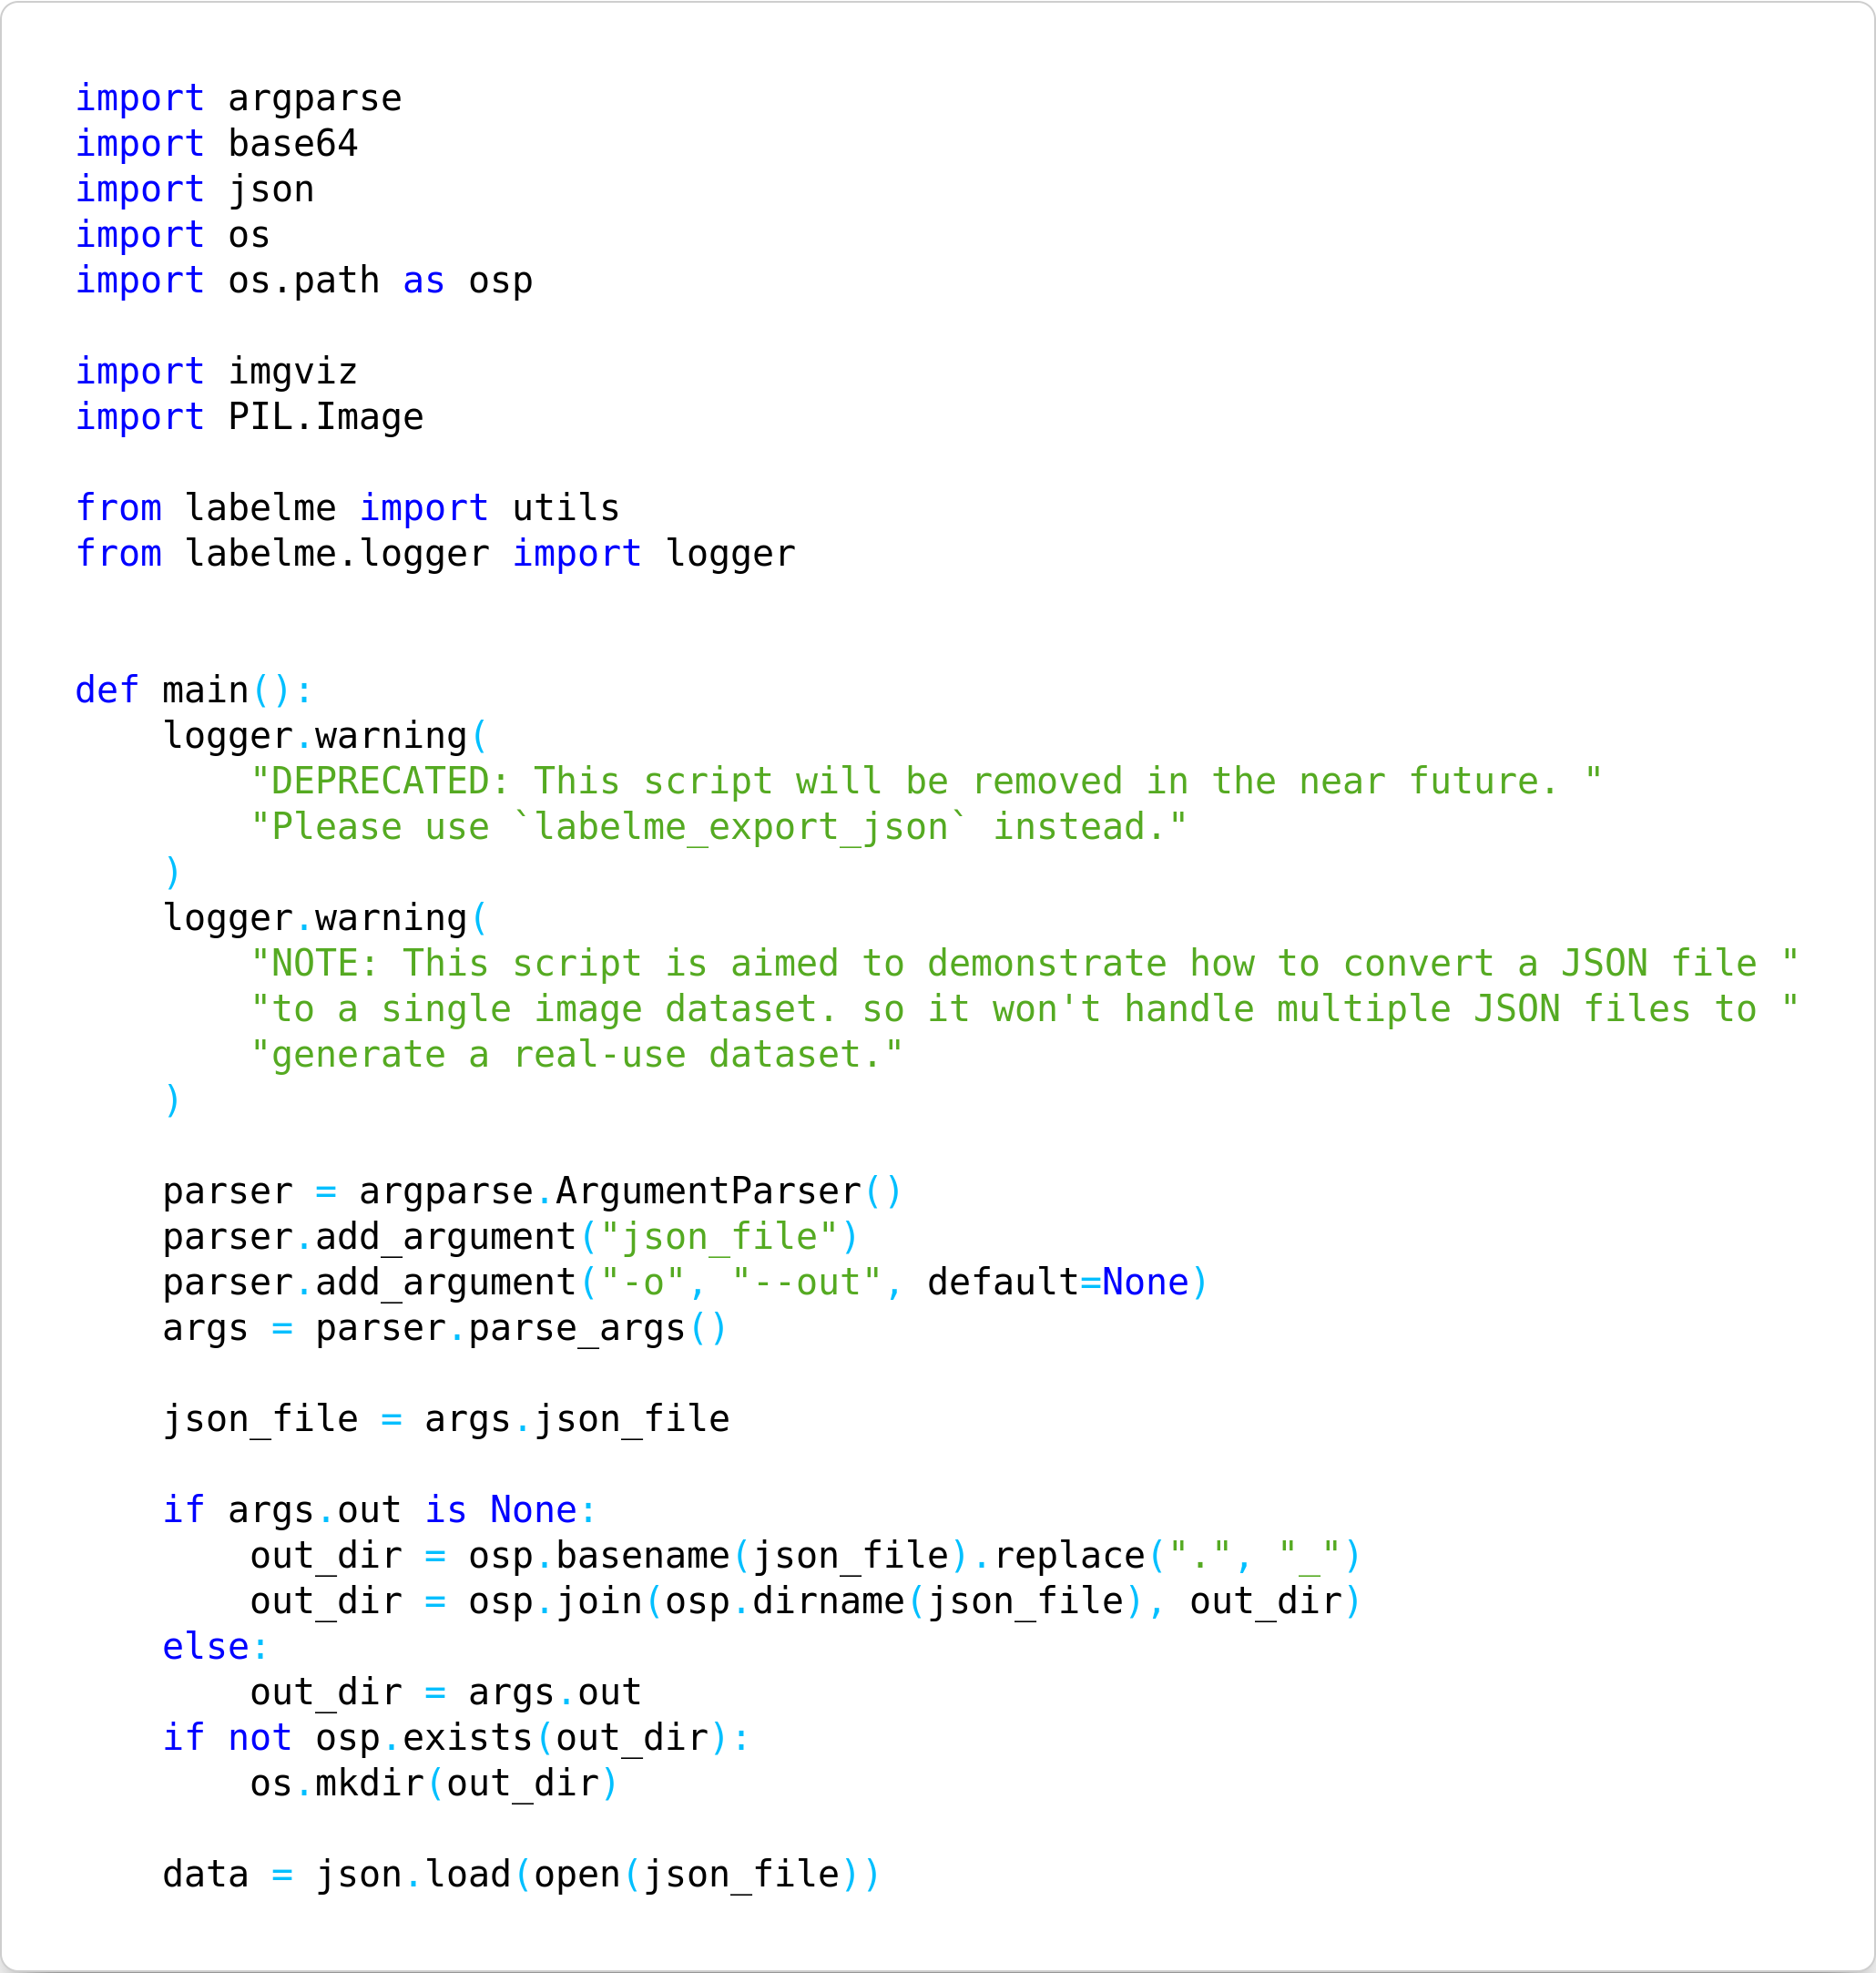 import argparse
import base64
import json
import os
import os.path as osp

import imgviz
import PIL.Image

from labelme import utils
from labelme.logger import logger


def main():
    logger.warning(
        "DEPRECATED: This script will be removed in the near future. "
        "Please use `labelme_export_json` instead."
    )
    logger.warning(
        "NOTE: This script is aimed to demonstrate how to convert a JSON file "
        "to a single image dataset. so it won't handle multiple JSON files to "
        "generate a real-use dataset."
    )

    parser = argparse.ArgumentParser()
    parser.add_argument("json_file")
    parser.add_argument("-o", "--out", default=None)
    args = parser.parse_args()

    json_file = args.json_file

    if args.out is None:
        out_dir = osp.basename(json_file).replace(".", "_")
        out_dir = osp.join(osp.dirname(json_file), out_dir)
    else:
        out_dir = args.out
    if not osp.exists(out_dir):
        os.mkdir(out_dir)

    data = json.load(open(json_file))